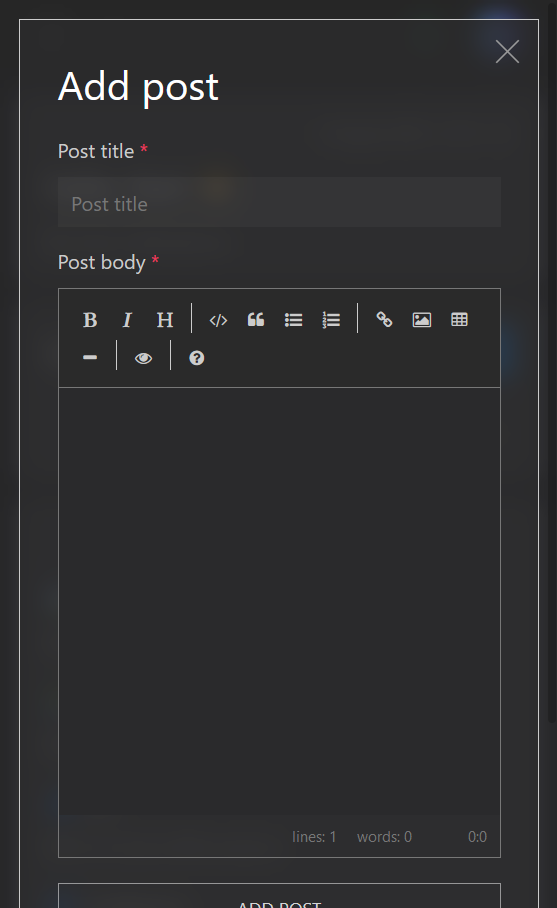 Add post
Post title *
Post title
Post body *
B I H
lines: 1 words: 0 0:0
ADD POST